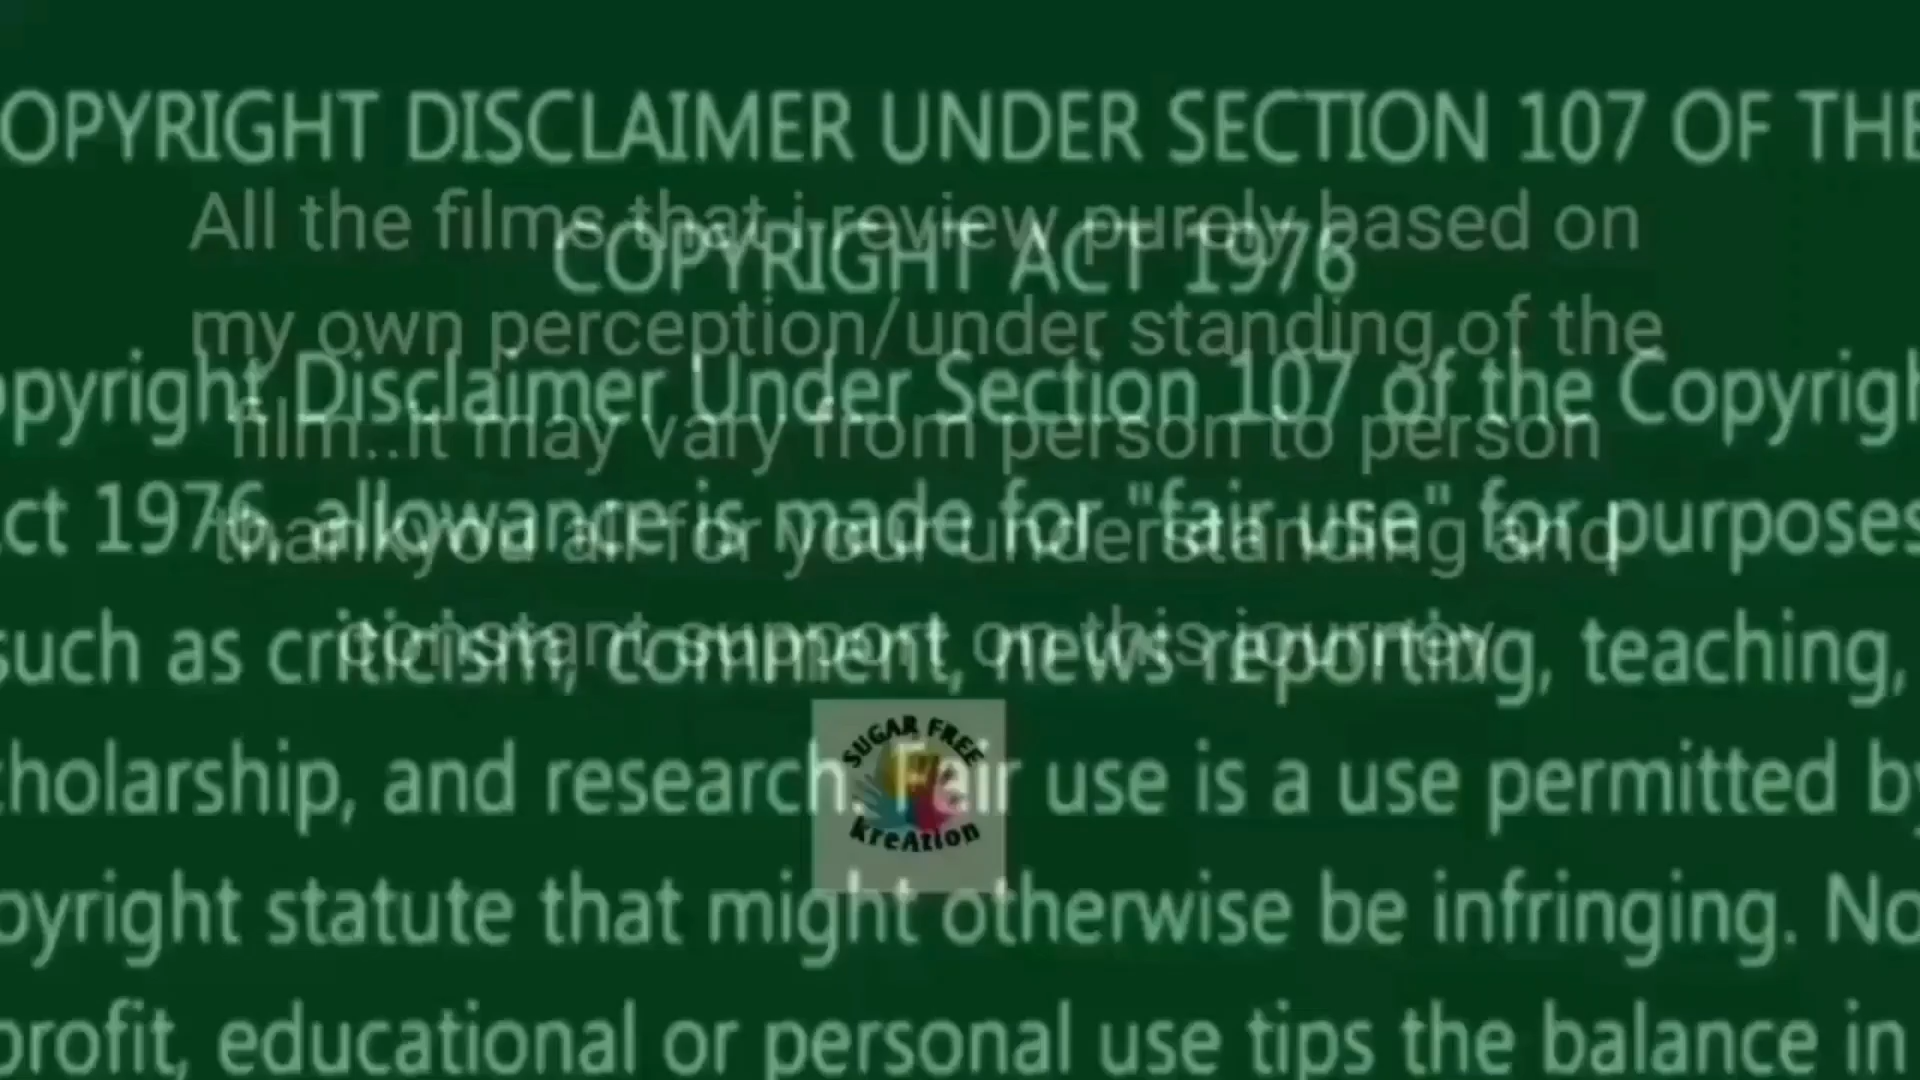 OPYRIGHT DISCLAIMER UNDER SECTION 107 OF THE
COPYRIGHT ACT 1976
opyright Disclaimer Under Section 107 of the Copyrigh
ct 1976, allowance is made for "fair use" for purposes
such as criticism, comment, news reporting, teaching,
cholarship, and research. Fair use is a use permitted by
opyright statute that might otherwise be infringing. No
profit, educational or personal use tips the balance in
All the films that i review purely based on
my own perception/under standing of the
film..it may vary from person to person
thankyou all for your understanding and
constant support on this journey
SUGAR FREE
kreAtion